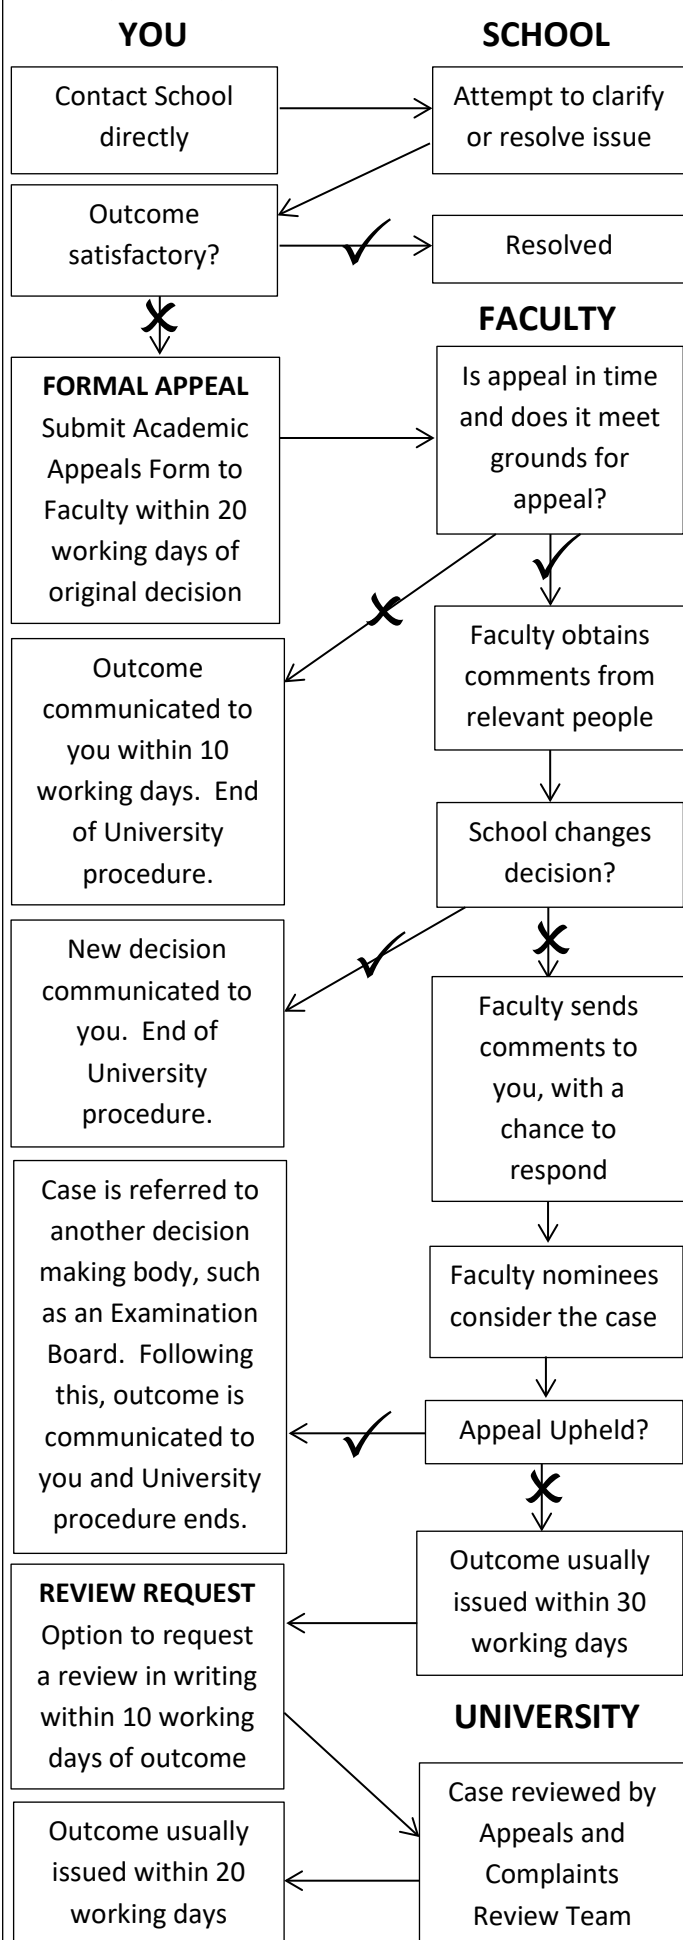 YOU
SCHOOL
Contact School
directly
Attempt to clarify
or resolve issue
Outcome
satisfactory?
Resolved
FACULTY
FORMAL APPEAL
Submit Academic
Appeals Form to
Faculty within 20
working days of
original decision
Is appeal in time
and does it meet
grounds for
appeal?
Outcome
communicated to
you within 10
working days.  End
of University
procedure.
Faculty obtains
comments from
relevant people
School changes
decision?
New decision
communicated to
you.  End of
University
procedure.
Faculty sends
comments to
you, with a
chance to
respond
Case is referred to
another decision
making body, such
as an Examination
Board.  Following
this, outcome is
communicated to
you and University
procedure ends.
Faculty nominees
consider the case
Appeal Upheld?
Outcome usually
issued within 30
working days
REVIEW REQUEST
Option to request
a review in writing
within 10 working
days of outcome
UNIVERSITY
Case reviewed by
Appeals and
Complaints
Review Team
Outcome usually
issued within 20
working days